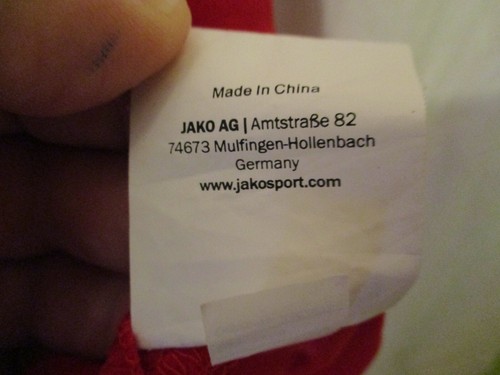 Made In China
JAKO AG | Amtstraße 82
74673 Mulfingen-Hollenbach
Germany
www.jakosport.com